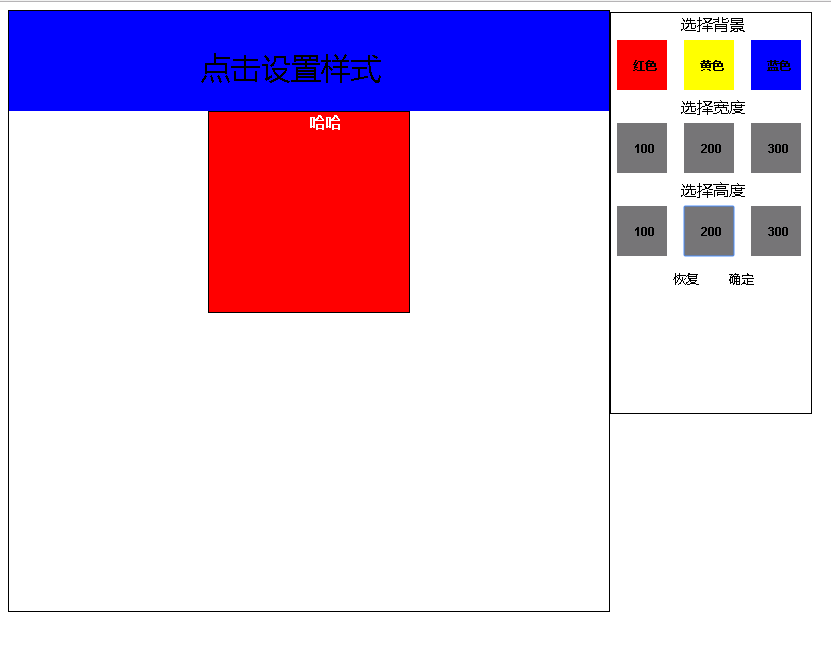 点击设置样式
哈哈
选择背景
红色 黄色 蓝色
选择宽度
100 200 300
选择高度
100 200 300
恢复 确定